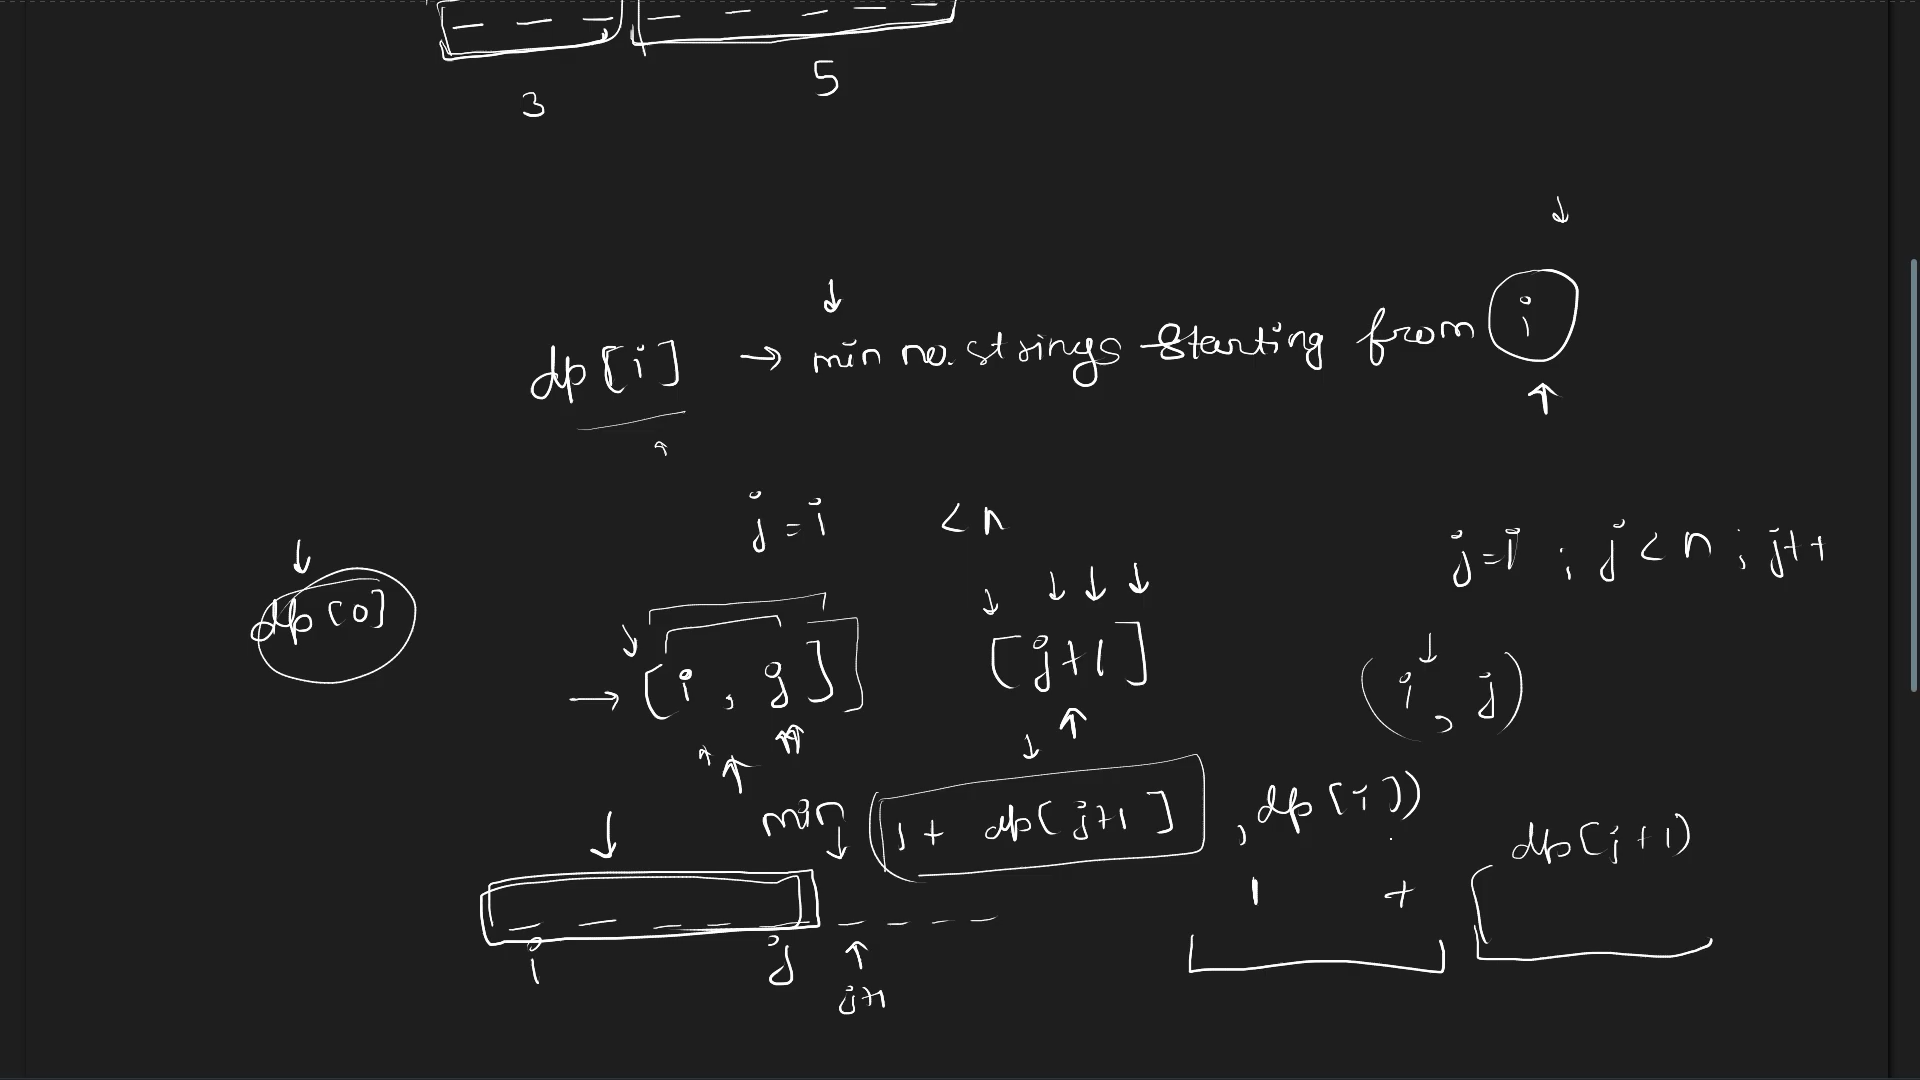 3 5
dp[i] → min no. strings starting from i
j=i < n
j=i ; j < n ; j++
dp[0]
→ [i, j] [j+1]
(i, j)
min (1 + dp[j+1], dp[i])
dp[j+1)
1 +
i j j+1